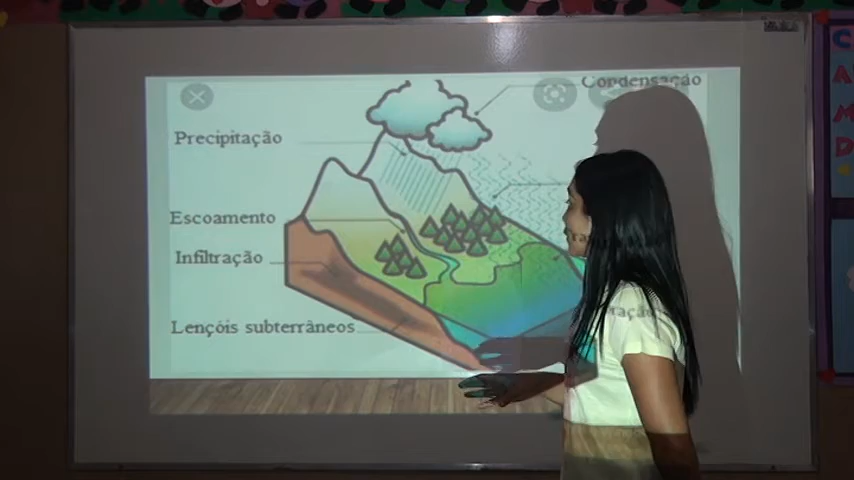 Condensação
Precipitação
Escoamento
Infiltração
Lençóis subterrâneos